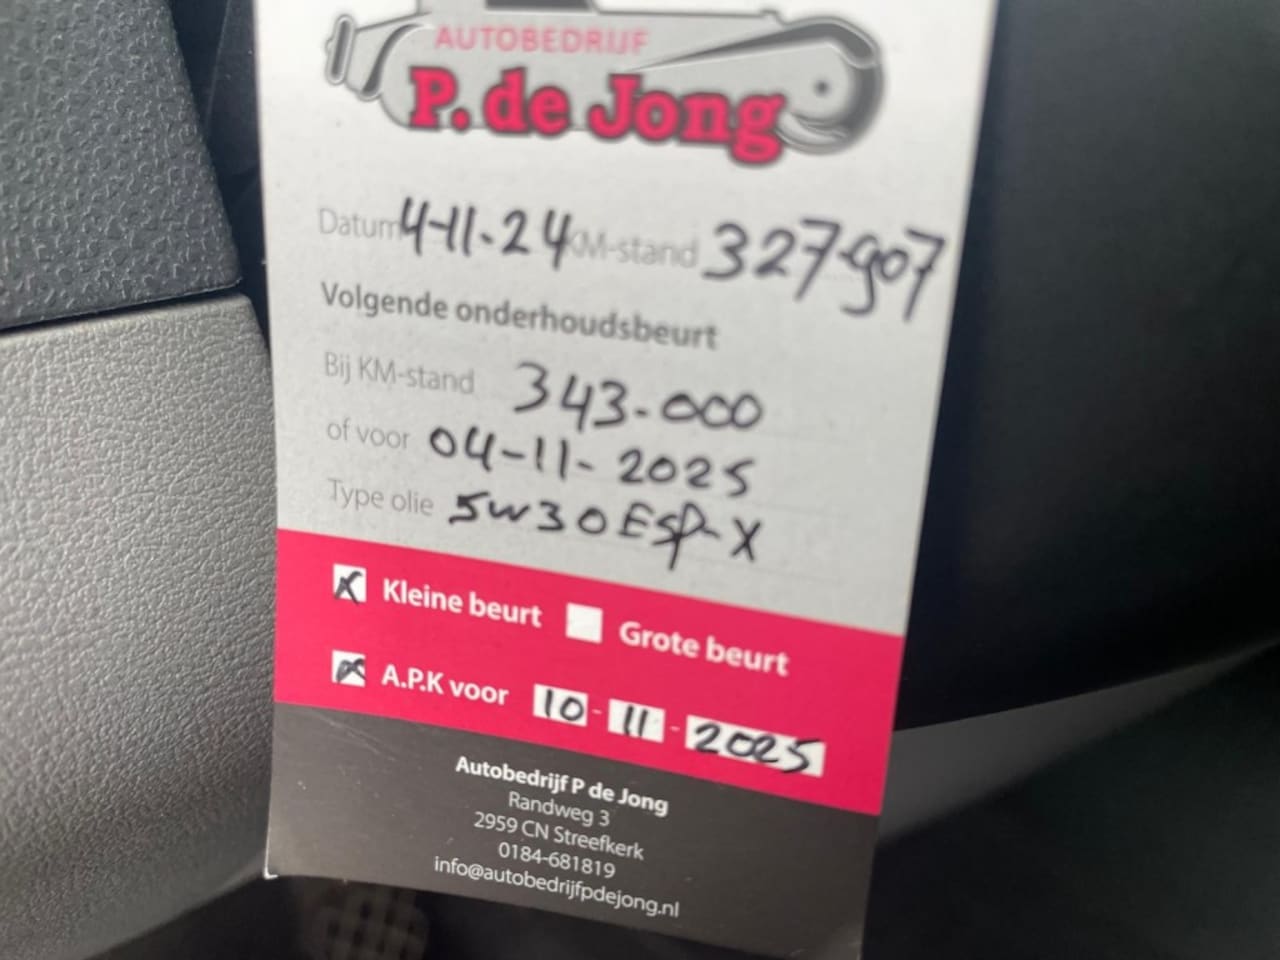 AUTOBEDRIJF
P. de Jong
Datum 4-11-24 KM-stand 327907
Volgende onderhoudsbeurt
Bij KM-stand 343.000
of voor 04-11-2025
Type olie 5W30 ESP-X
Kleine beurt Grote beurt
A.P.K voor 10-11-2025
Autobedrijf P de Jong
Randweg 3
2959 CN Streefkerk
0184-681819
info@autobedrijfpdejong.nl